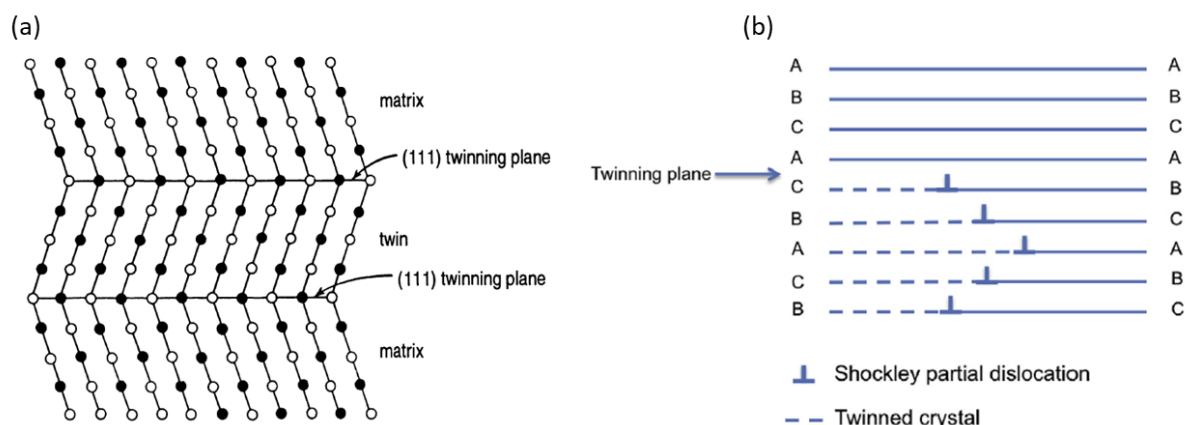 (a)
matrix
(111) twinning plane
twin
(111) twinning plane
matrix
(b)
A A
B B
C C
A A
Twinning plane
C B
B C
A A
C B
B C
Shockley partial dislocation
Twinned crystal